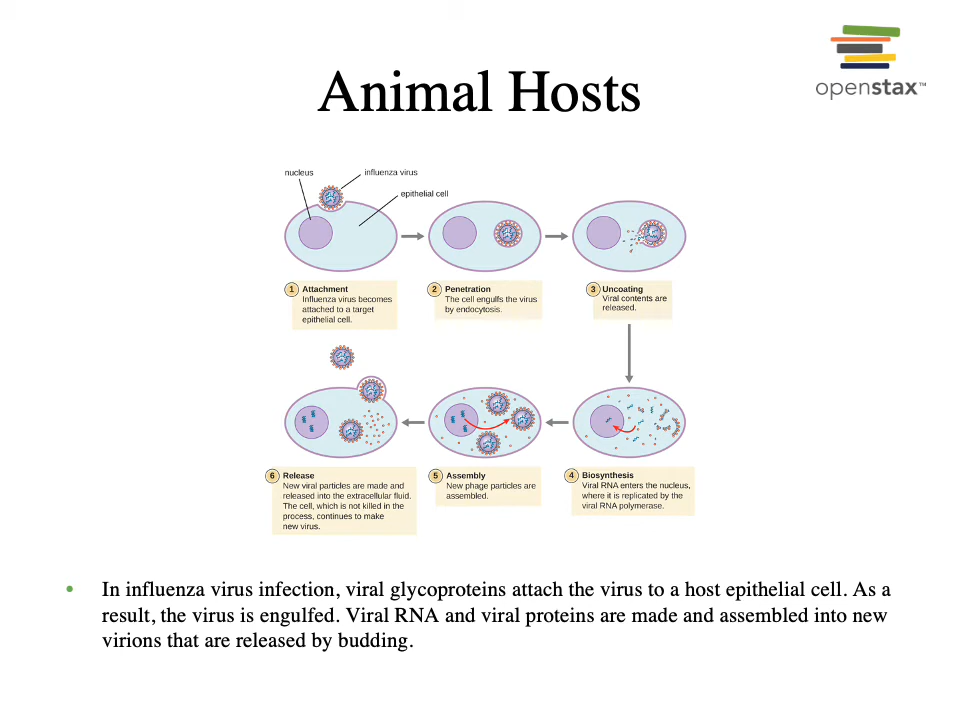 openstax™
Animal Hosts
nucleus
influenza virus
epithelial cell
1 Attachment
Influenza virus becomes
attached to a target
epithelial cell.
2 Penetration
The cell engulfs the virus
by endocytosis.
3 Uncoating
Viral contents are
released.
6 Release
New viral particles are made and
released into the extracellular fluid.
The cell, which is not killed in the
process, continues to make
new virus.
5 Assembly
New phage particles are
assembled.
4 Biosynthesis
Viral RNA enters the nucleus,
where it is replicated by the
viral RNA polymerase.
• In influenza virus infection, viral glycoproteins attach the virus to a host epithelial cell. As a
result, the virus is engulfed. Viral RNA and viral proteins are made and assembled into new
virions that are released by budding.